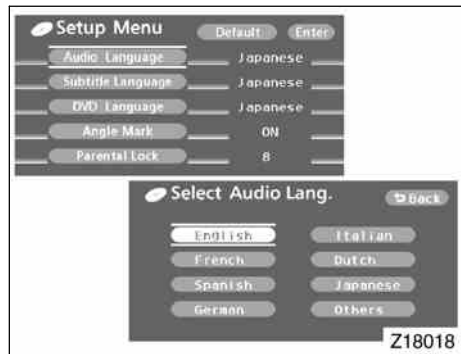 Setup Menu Default Enter
Audio Language Japanese
Subtitle Language Japanese
DVD Language Japanese
Angle Mark ON
Parental Lock 8
Select Audio Lang. Back
English Italian
French Dutch
Spanish Japanese
German Others
Z18018